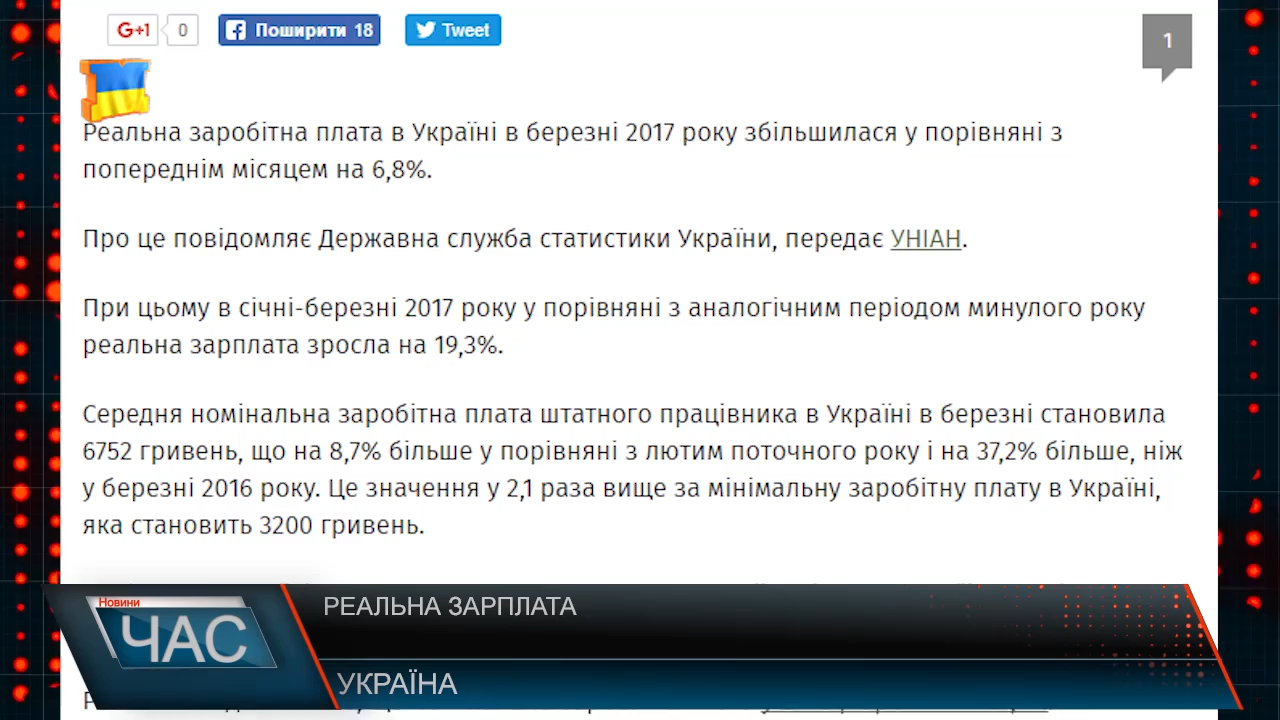 G+1 0 Поширити 18 Tweet
1
Реальна заробітна плата в Україні в березні 2017 року збільшилася у порівняні з
попереднім місяцем на 6,8%.
Про це повідомляє Державна служба статистики України, передає УНІАН.
При цьому в січні-березні 2017 року у порівняні з аналогічним періодом минулого року
реальна зарплата зросла на 19,3%.
Середня номінальна заробітна плата штатного працівника в Україні в березні становила
6752 гривень, що на 8,7% більше у порівняні з лютим поточного року і на 37,2% більше, ніж
у березні 2016 року. Це значення у 2,1 раза вище за мінімальну заробітну плату в Україні,
яка становить 3200 гривень.
Новини
ЧАС
РЕАЛЬНА ЗАРПЛАТА
УКРАЇНА